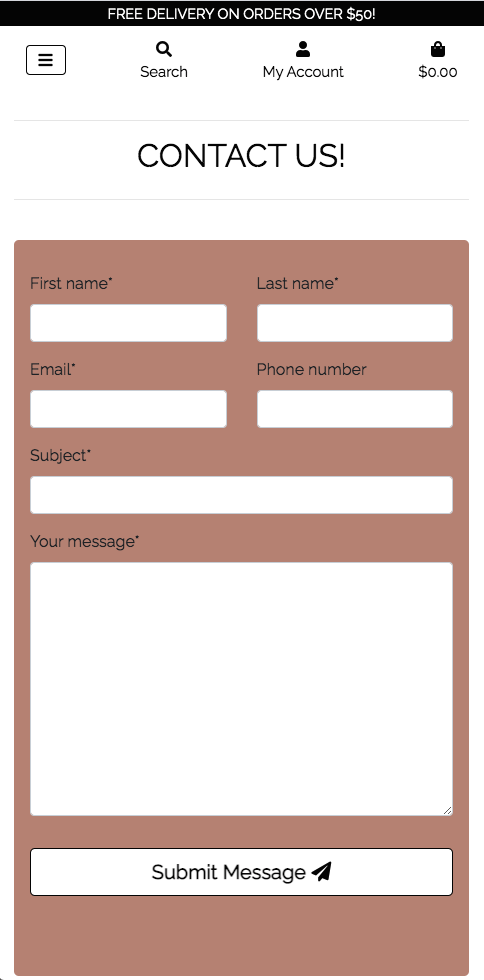 FREE DELIVERY ON ORDERS OVER $50!
Search My Account $0.00
CONTACT US!
First name* Last name*
Email* Phone number
Subject*
Your message*
Submit Message